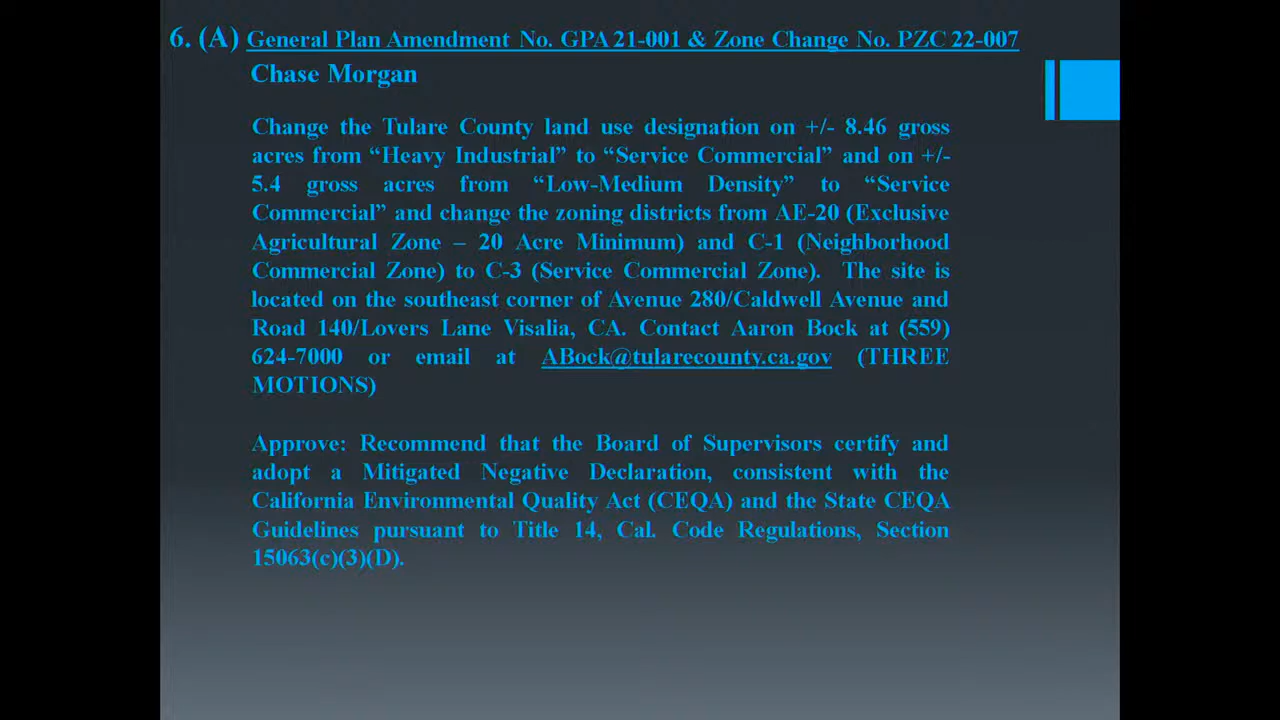 6. (A) General Plan Amendment No. GPA 21-001 & Zone Change No. PZC 22-007
Chase Morgan
Change the Tulare County land use designation on +/- 8.46 gross
acres from “Heavy Industrial” to “Service Commercial” and on +/-
5.4 gross acres from “Low-Medium Density” to “Service
Commercial” and change the zoning districts from AE-20 (Exclusive
Agricultural Zone – 20 Acre Minimum) and C-1 (Neighborhood
Commercial Zone) to C-3 (Service Commercial Zone). The site is
located on the southeast corner of Avenue 280/Caldwell Avenue and
Road 140/Lovers Lane Visalia, CA. Contact Aaron Bock at (559)
624-7000 or email at ABock@tularecounty.ca.gov (THREE
MOTIONS)
Approve: Recommend that the Board of Supervisors certify and
adopt a Mitigated Negative Declaration, consistent with the
California Environmental Quality Act (CEQA) and the State CEQA
Guidelines pursuant to Title 14, Cal. Code Regulations, Section
15063(c)(3)(D).